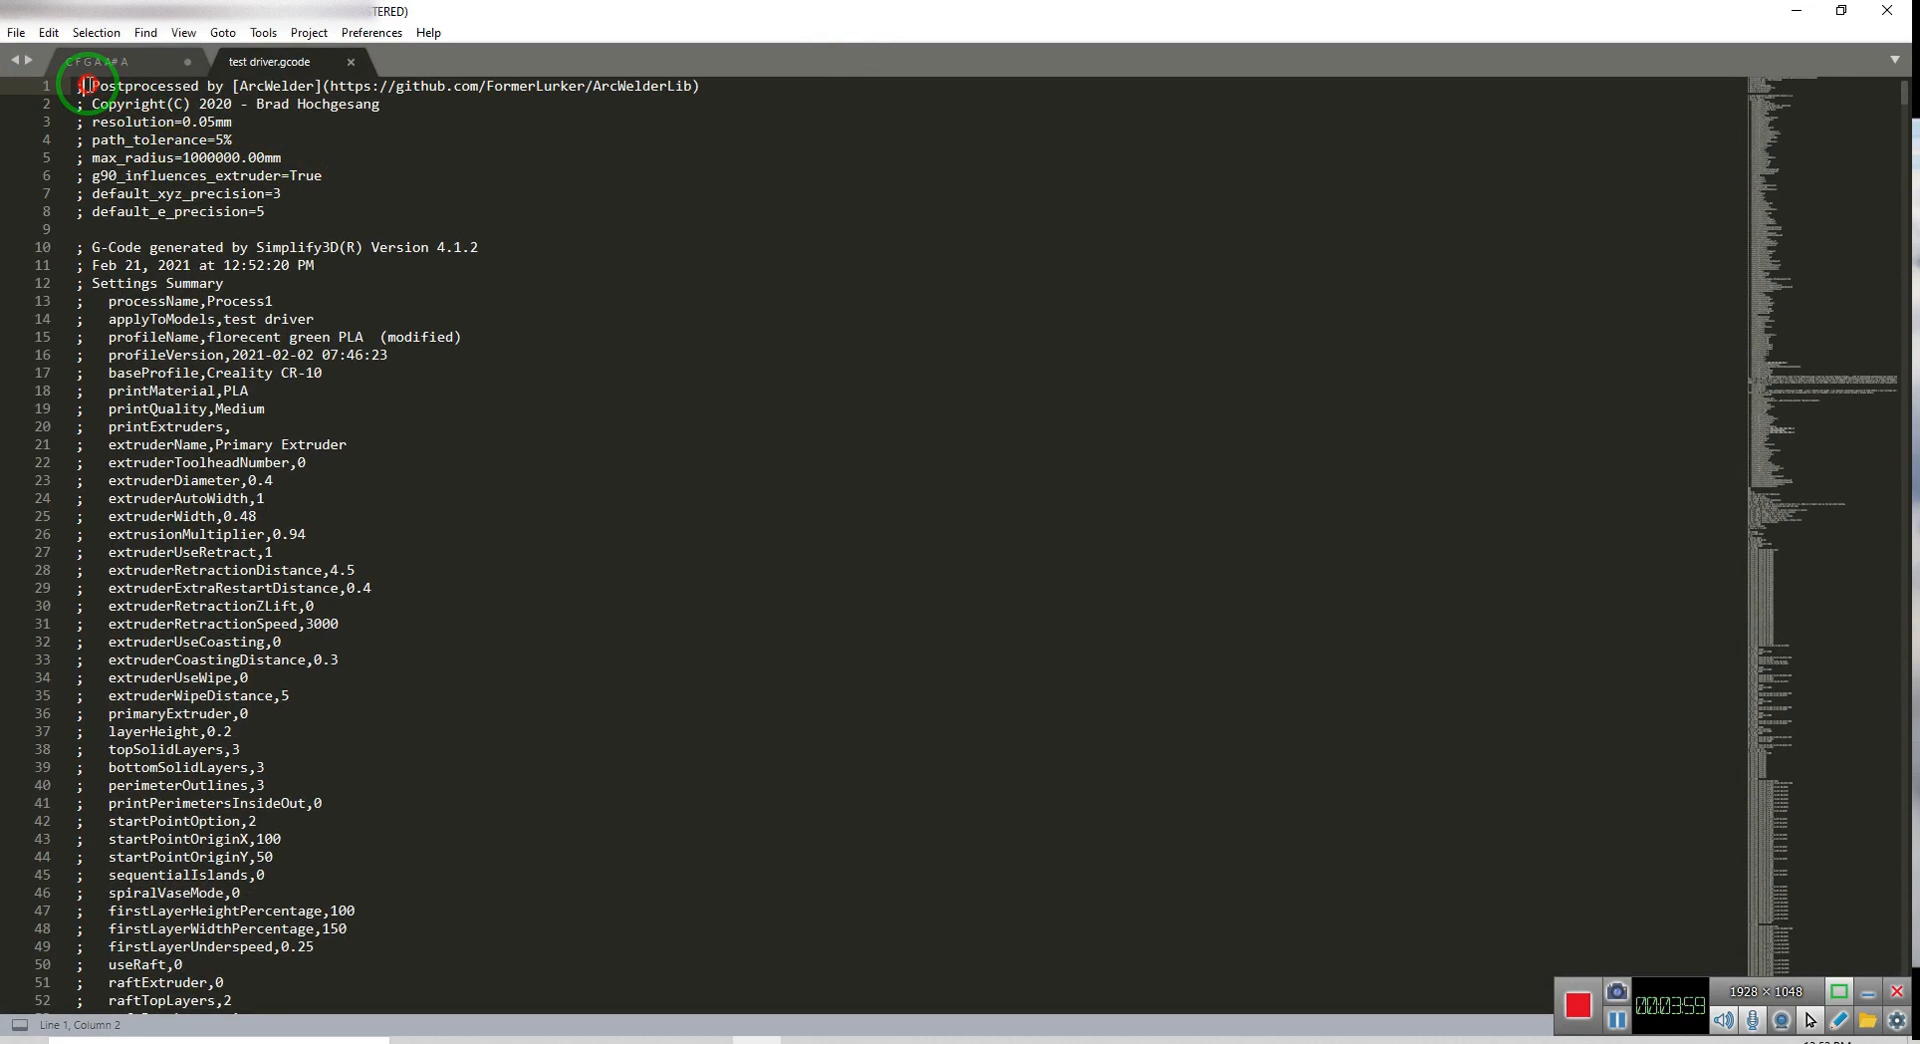 STERED)
File Edit Selection Find View Goto Tools Project Preferences Help
C F G A A# A test driver.gcode
1 ; Postprocessed by [ArcWelder](https://github.com/FormerLurker/ArcWelderLib)
2 ; Copyright(C) 2020 - Brad Hochgesang
3 ; resolution=0.05mm
4 ; path_tolerance=5%
5 ; max_radius=1000000.00mm
6 ; g90_influences_extruder=True
7 ; default_xyz_precision=3
8 ; default_e_precision=5
9
10 ; G-Code generated by Simplify3D(R) Version 4.1.2
11 ; Feb 21, 2021 at 12:52:20 PM
12 ; Settings Summary
13 ;   processName,Process1
14 ;   applyToModels,test driver
15 ;   profileName,florecent green PLA  (modified)
16 ;   profileVersion,2021-02-02 07:46:23
17 ;   baseProfile,Creality CR-10
18 ;   printMaterial,PLA
19 ;   printQuality,Medium
20 ;   printExtruders,
21 ;   extruderName,Primary Extruder
22 ;   extruderToolheadNumber,0
23 ;   extruderDiameter,0.4
24 ;   extruderAutoWidth,1
25 ;   extruderWidth,0.48
26 ;   extrusionMultiplier,0.94
27 ;   extruderUseRetract,1
28 ;   extruderRetractionDistance,4.5
29 ;   extruderExtraRestartDistance,0.4
30 ;   extruderRetractionZLift,0
31 ;   extruderRetractionSpeed,3000
32 ;   extruderUseCoasting,0
33 ;   extruderCoastingDistance,0.3
34 ;   extruderUseWipe,0
35 ;   extruderWipeDistance,5
36 ;   primaryExtruder,0
37 ;   layerHeight,0.2
38 ;   topSolidLayers,3
39 ;   bottomSolidLayers,3
40 ;   perimeterOutlines,3
41 ;   printPerimetersInsideOut,0
42 ;   startPointOption,2
43 ;   startPointOriginX,100
44 ;   startPointOriginY,50
45 ;   sequentialIslands,0
46 ;   spiralVaseMode,0
47 ;   firstLayerHeightPercentage,100
48 ;   firstLayerWidthPercentage,150
49 ;   firstLayerUnderspeed,0.25
50 ;   useRaft,0
51 ;   raftExtruder,0
52 ;   raftTopLayers,2
00:03:59
1928 × 1048
Line 1, Column 2